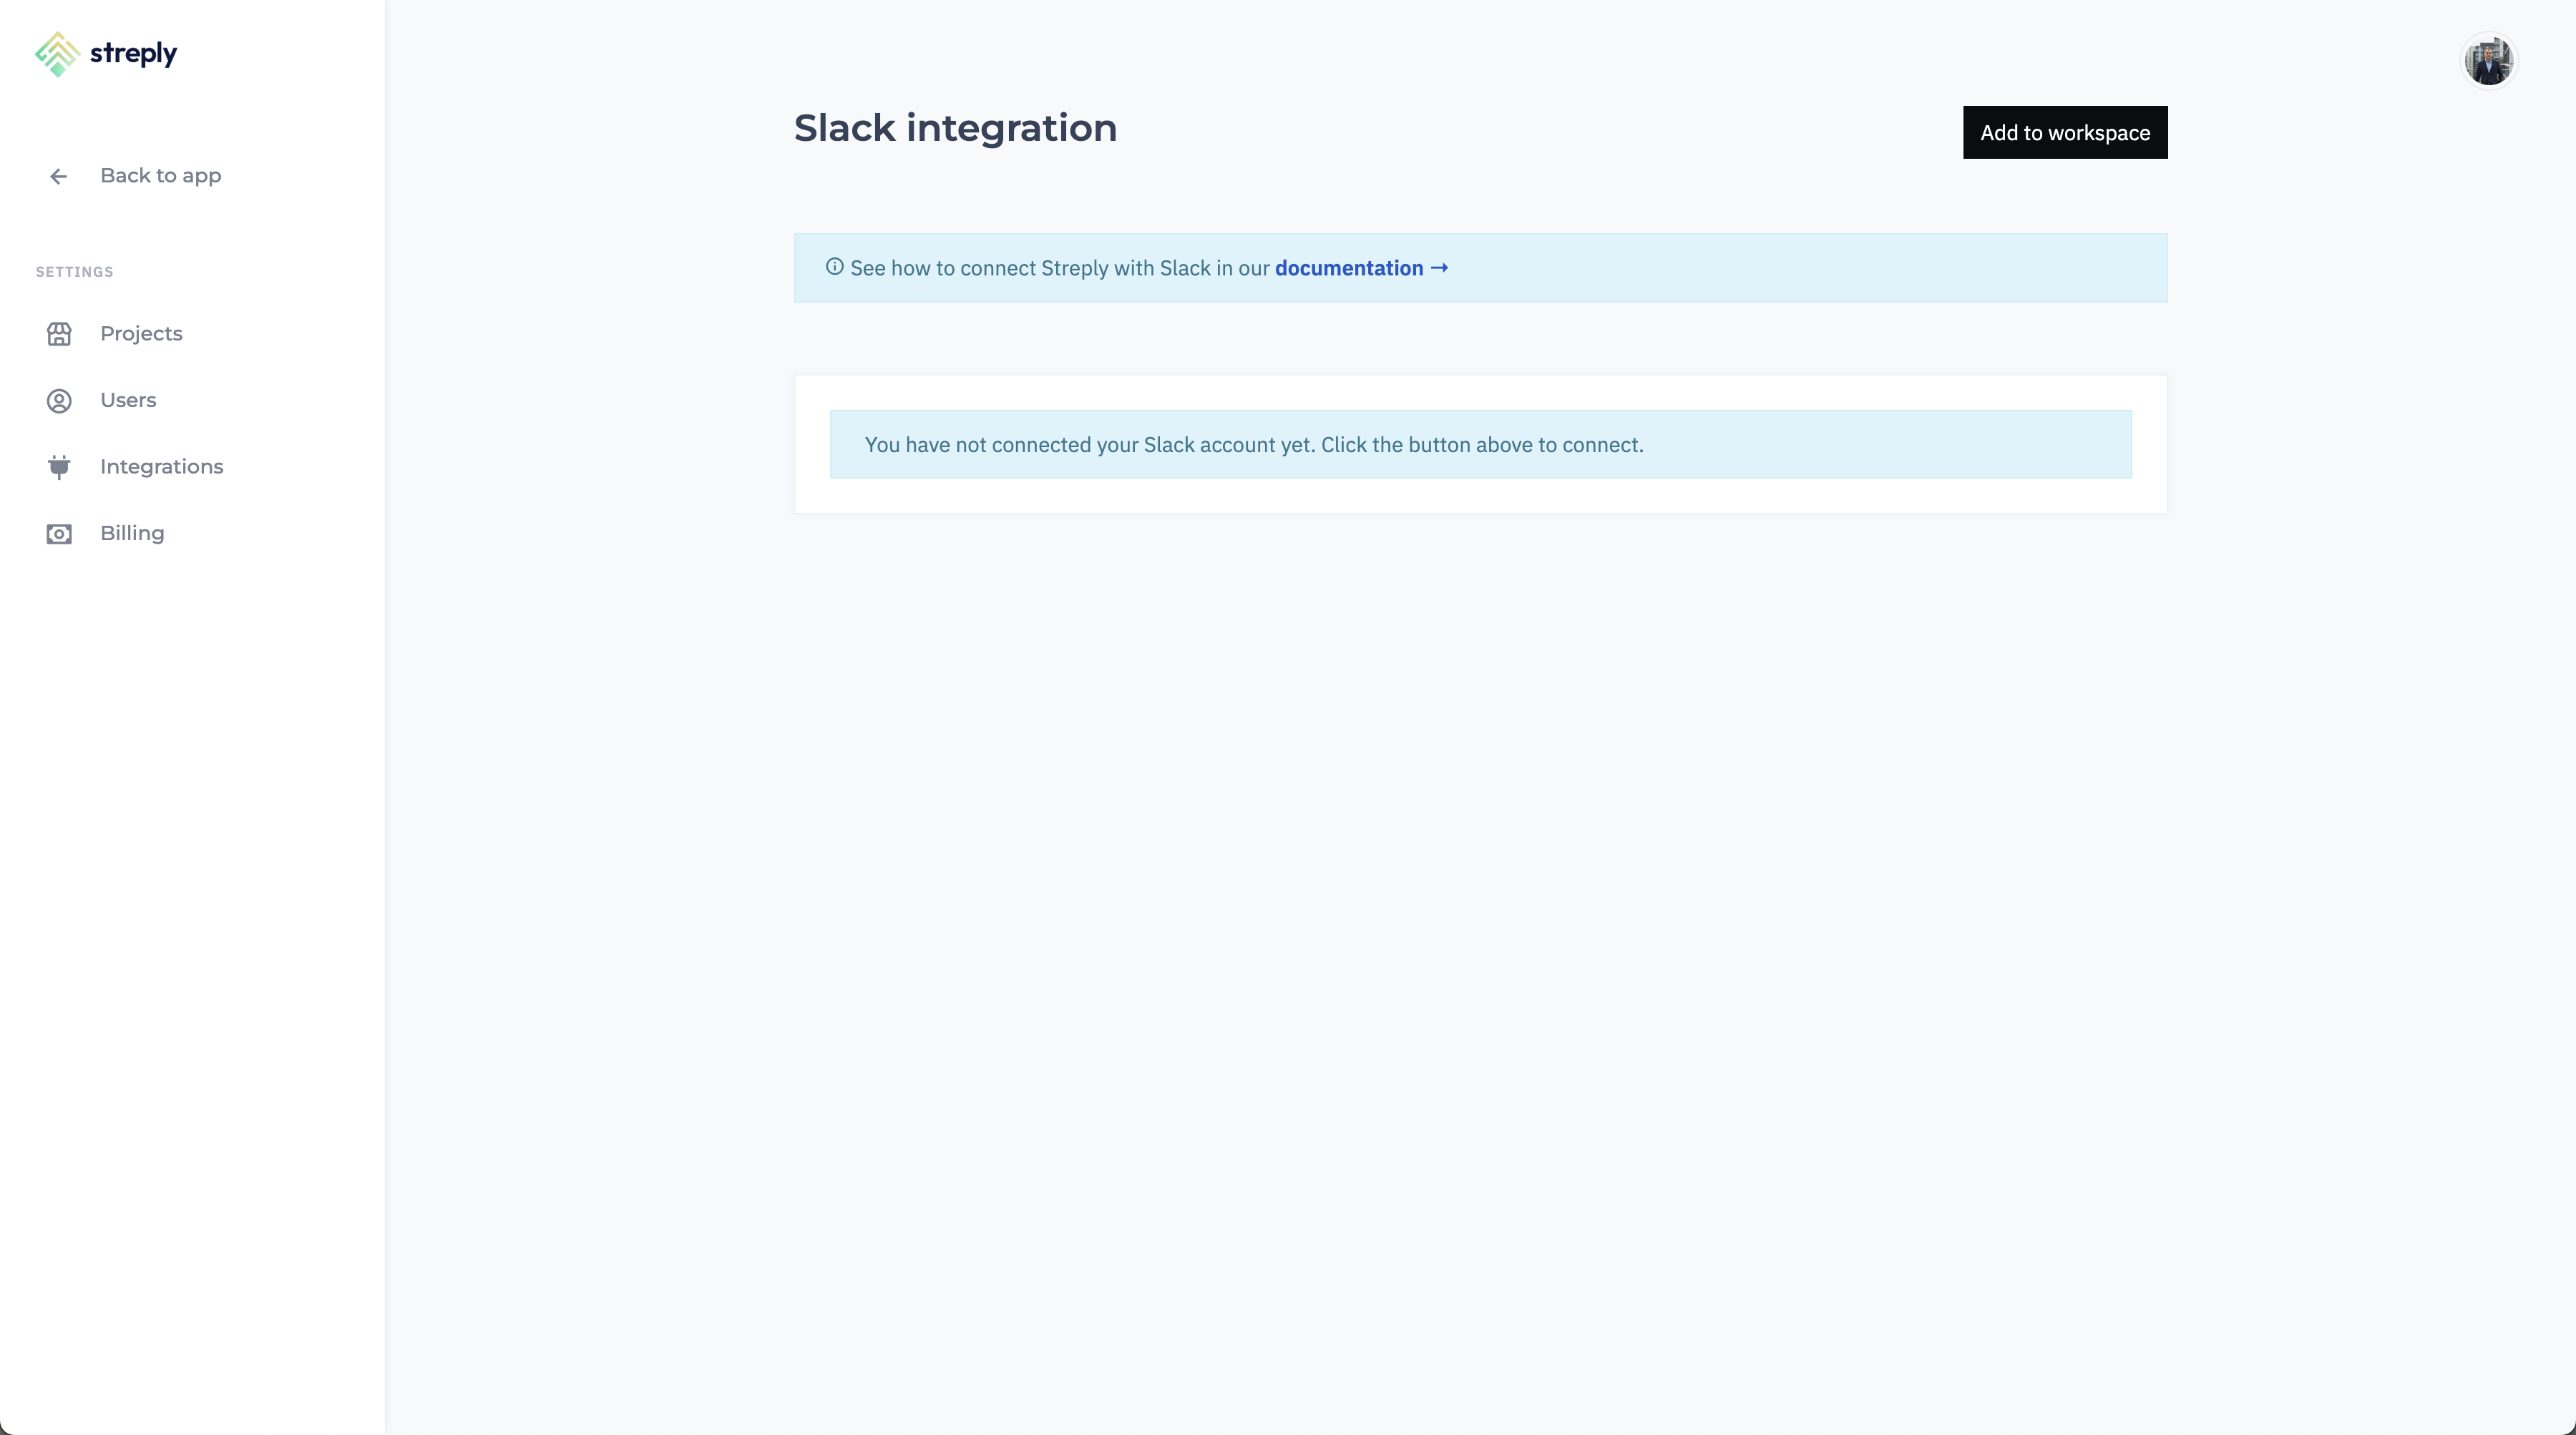 streply
Back to app
SETTINGS
Projects
Users
Integrations
Billing
Slack integration
Add to workspace
See how to connect Streply with Slack in our documentation →
You have not connected your Slack account yet. Click the button above to connect.